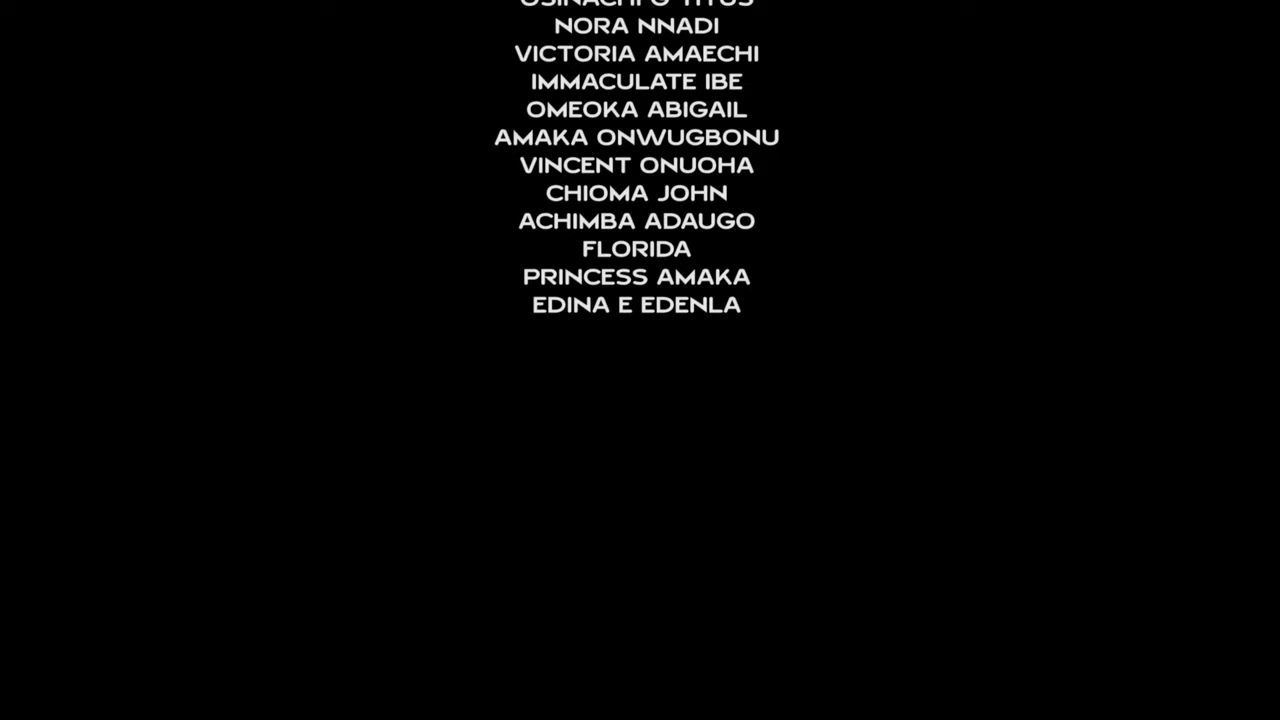 NORA NNADI
VICTORIA AMAECHI
IMMACULATE IBE
OMEOKA ABIGAIL
AMAKA ONWUGBONU
VINCENT ONUOHA
CHIOMA JOHN
ACHIMBA ADAUGO
FLORIDA
PRINCESS AMAKA
EDINA E EDENLA